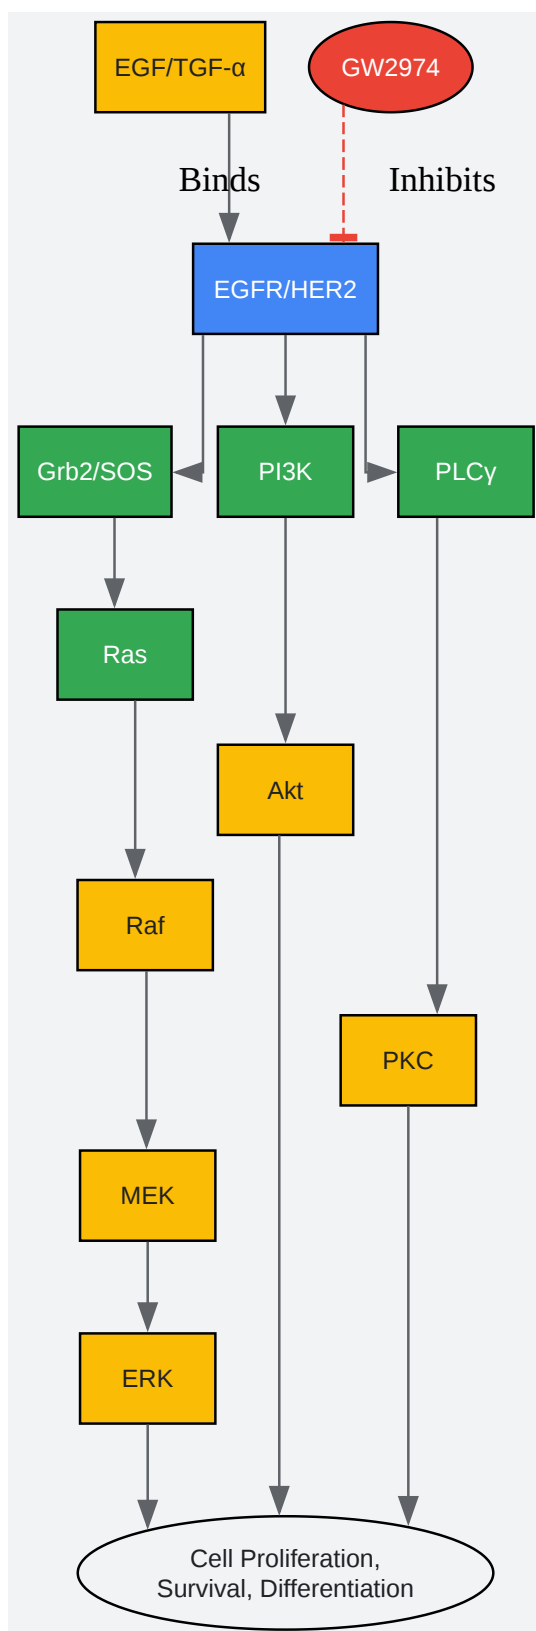 EGF/TGF-α
GW2974
Binds
Inhibits
EGFR/HER2
Grb2/SOS
PI3K
PLCγ
Ras
Akt
Raf
PKC
MEK
ERK
Cell Proliferation,
Survival, Differentiation